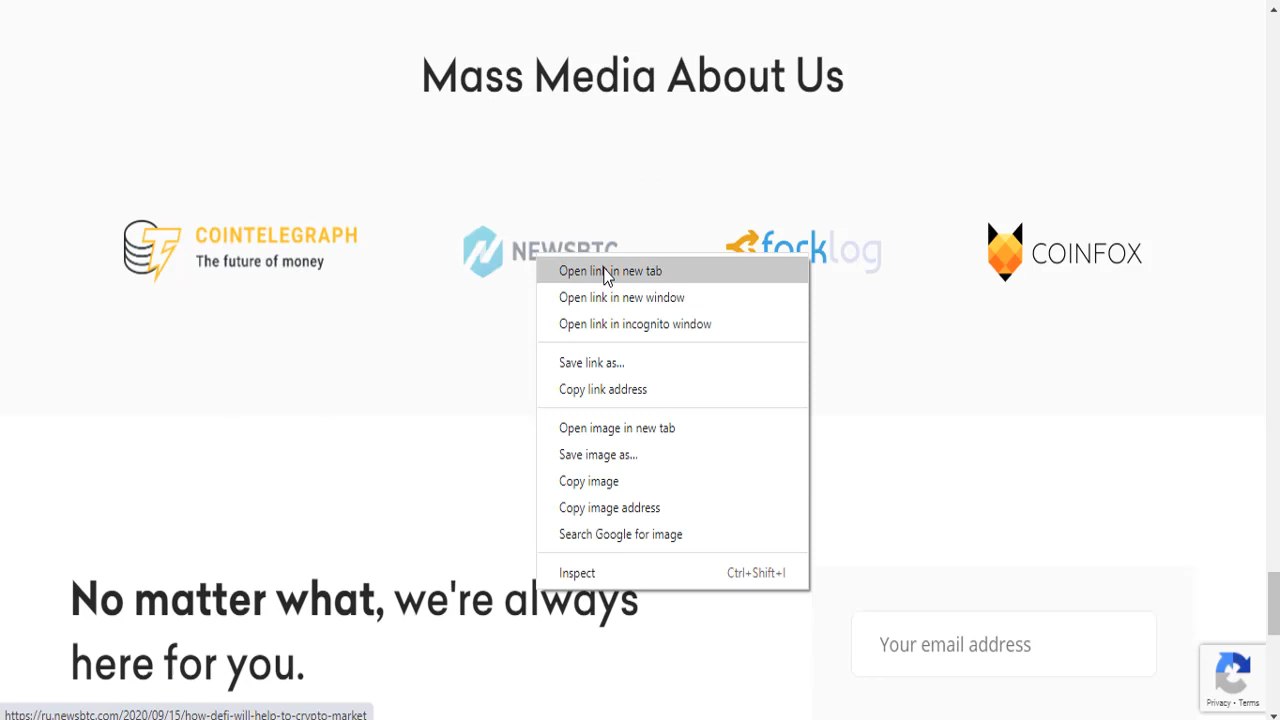 Mass Media About Us
COINTELEGRAPH
The future of money
NEWSBTC
forklog
COINFOX
Open link in new tab
Open link in new window
Open link in incognito window
Save link as...
Copy link address
Open image in new tab
Save image as...
Copy image
Copy image address
Search Google for image
Inspect Ctrl+Shift+I
No matter what, we're always
here for you.
Your email address
Privacy - Terms
https://ru.newsbtc.com/2020/09/15/how-defi-will-help-to-crypto-market